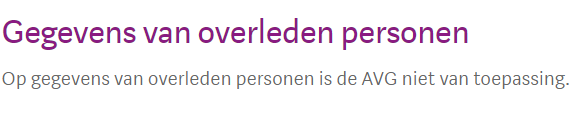 Gegevens van overleden personen
Op gegevens van overleden personen is de AVG niet van toepassing.